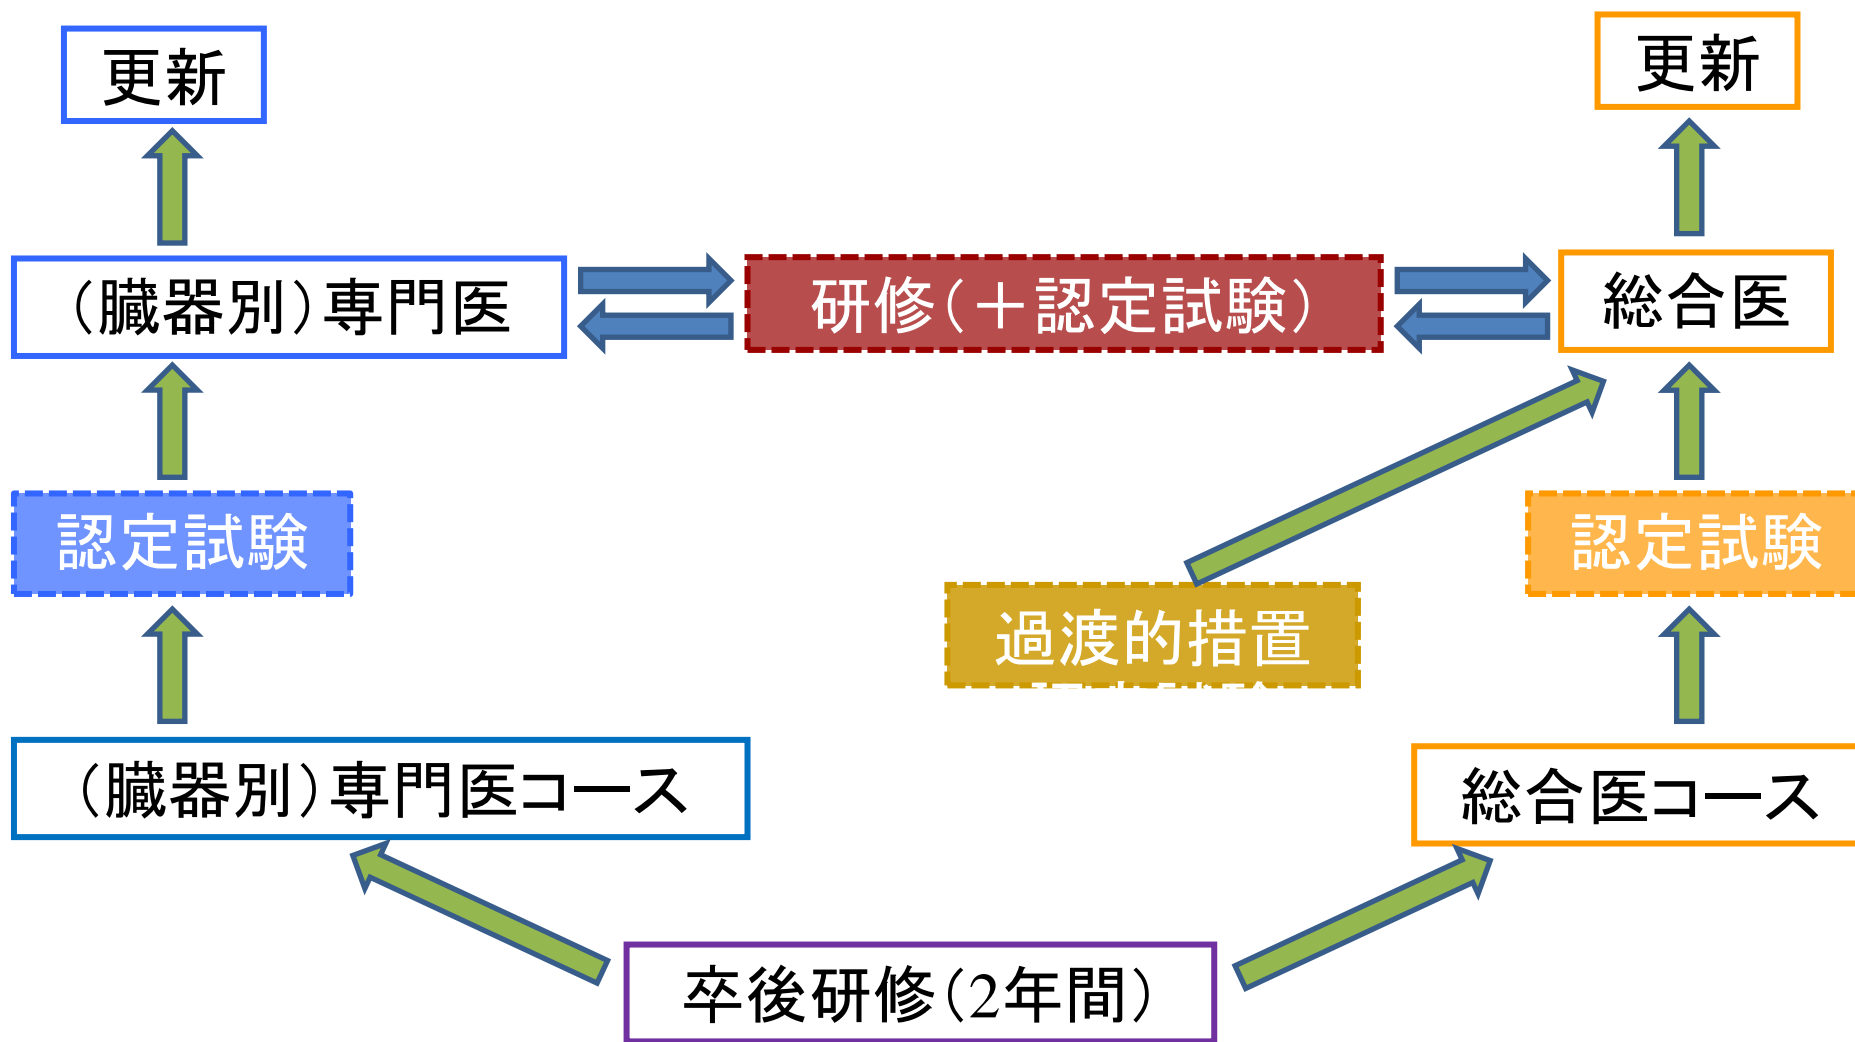 更新
更新
（臓器別）専門医
研修（＋認定試験）
総合医
認定試験
認定試験
過渡的措置
（臓器別）専門医コース
総合医コース
卒後研修（2年間）